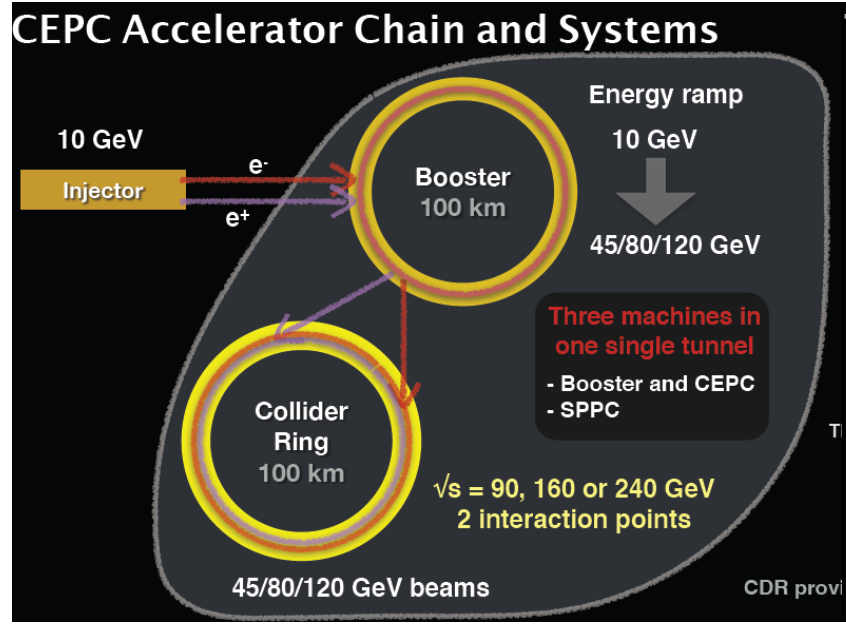 CEPC Accelerator Chain and Systems
10 GeV
Injector
e-
e+
Booster
100 km
Energy ramp
10 GeV
45/80/120 GeV
Three machines in
one single tunnel
- Booster and CEPC
- SPPC
Collider
Ring
100 km
√s = 90, 160 or 240 GeV
2 interaction points
45/80/120 GeV beams
CDR provi